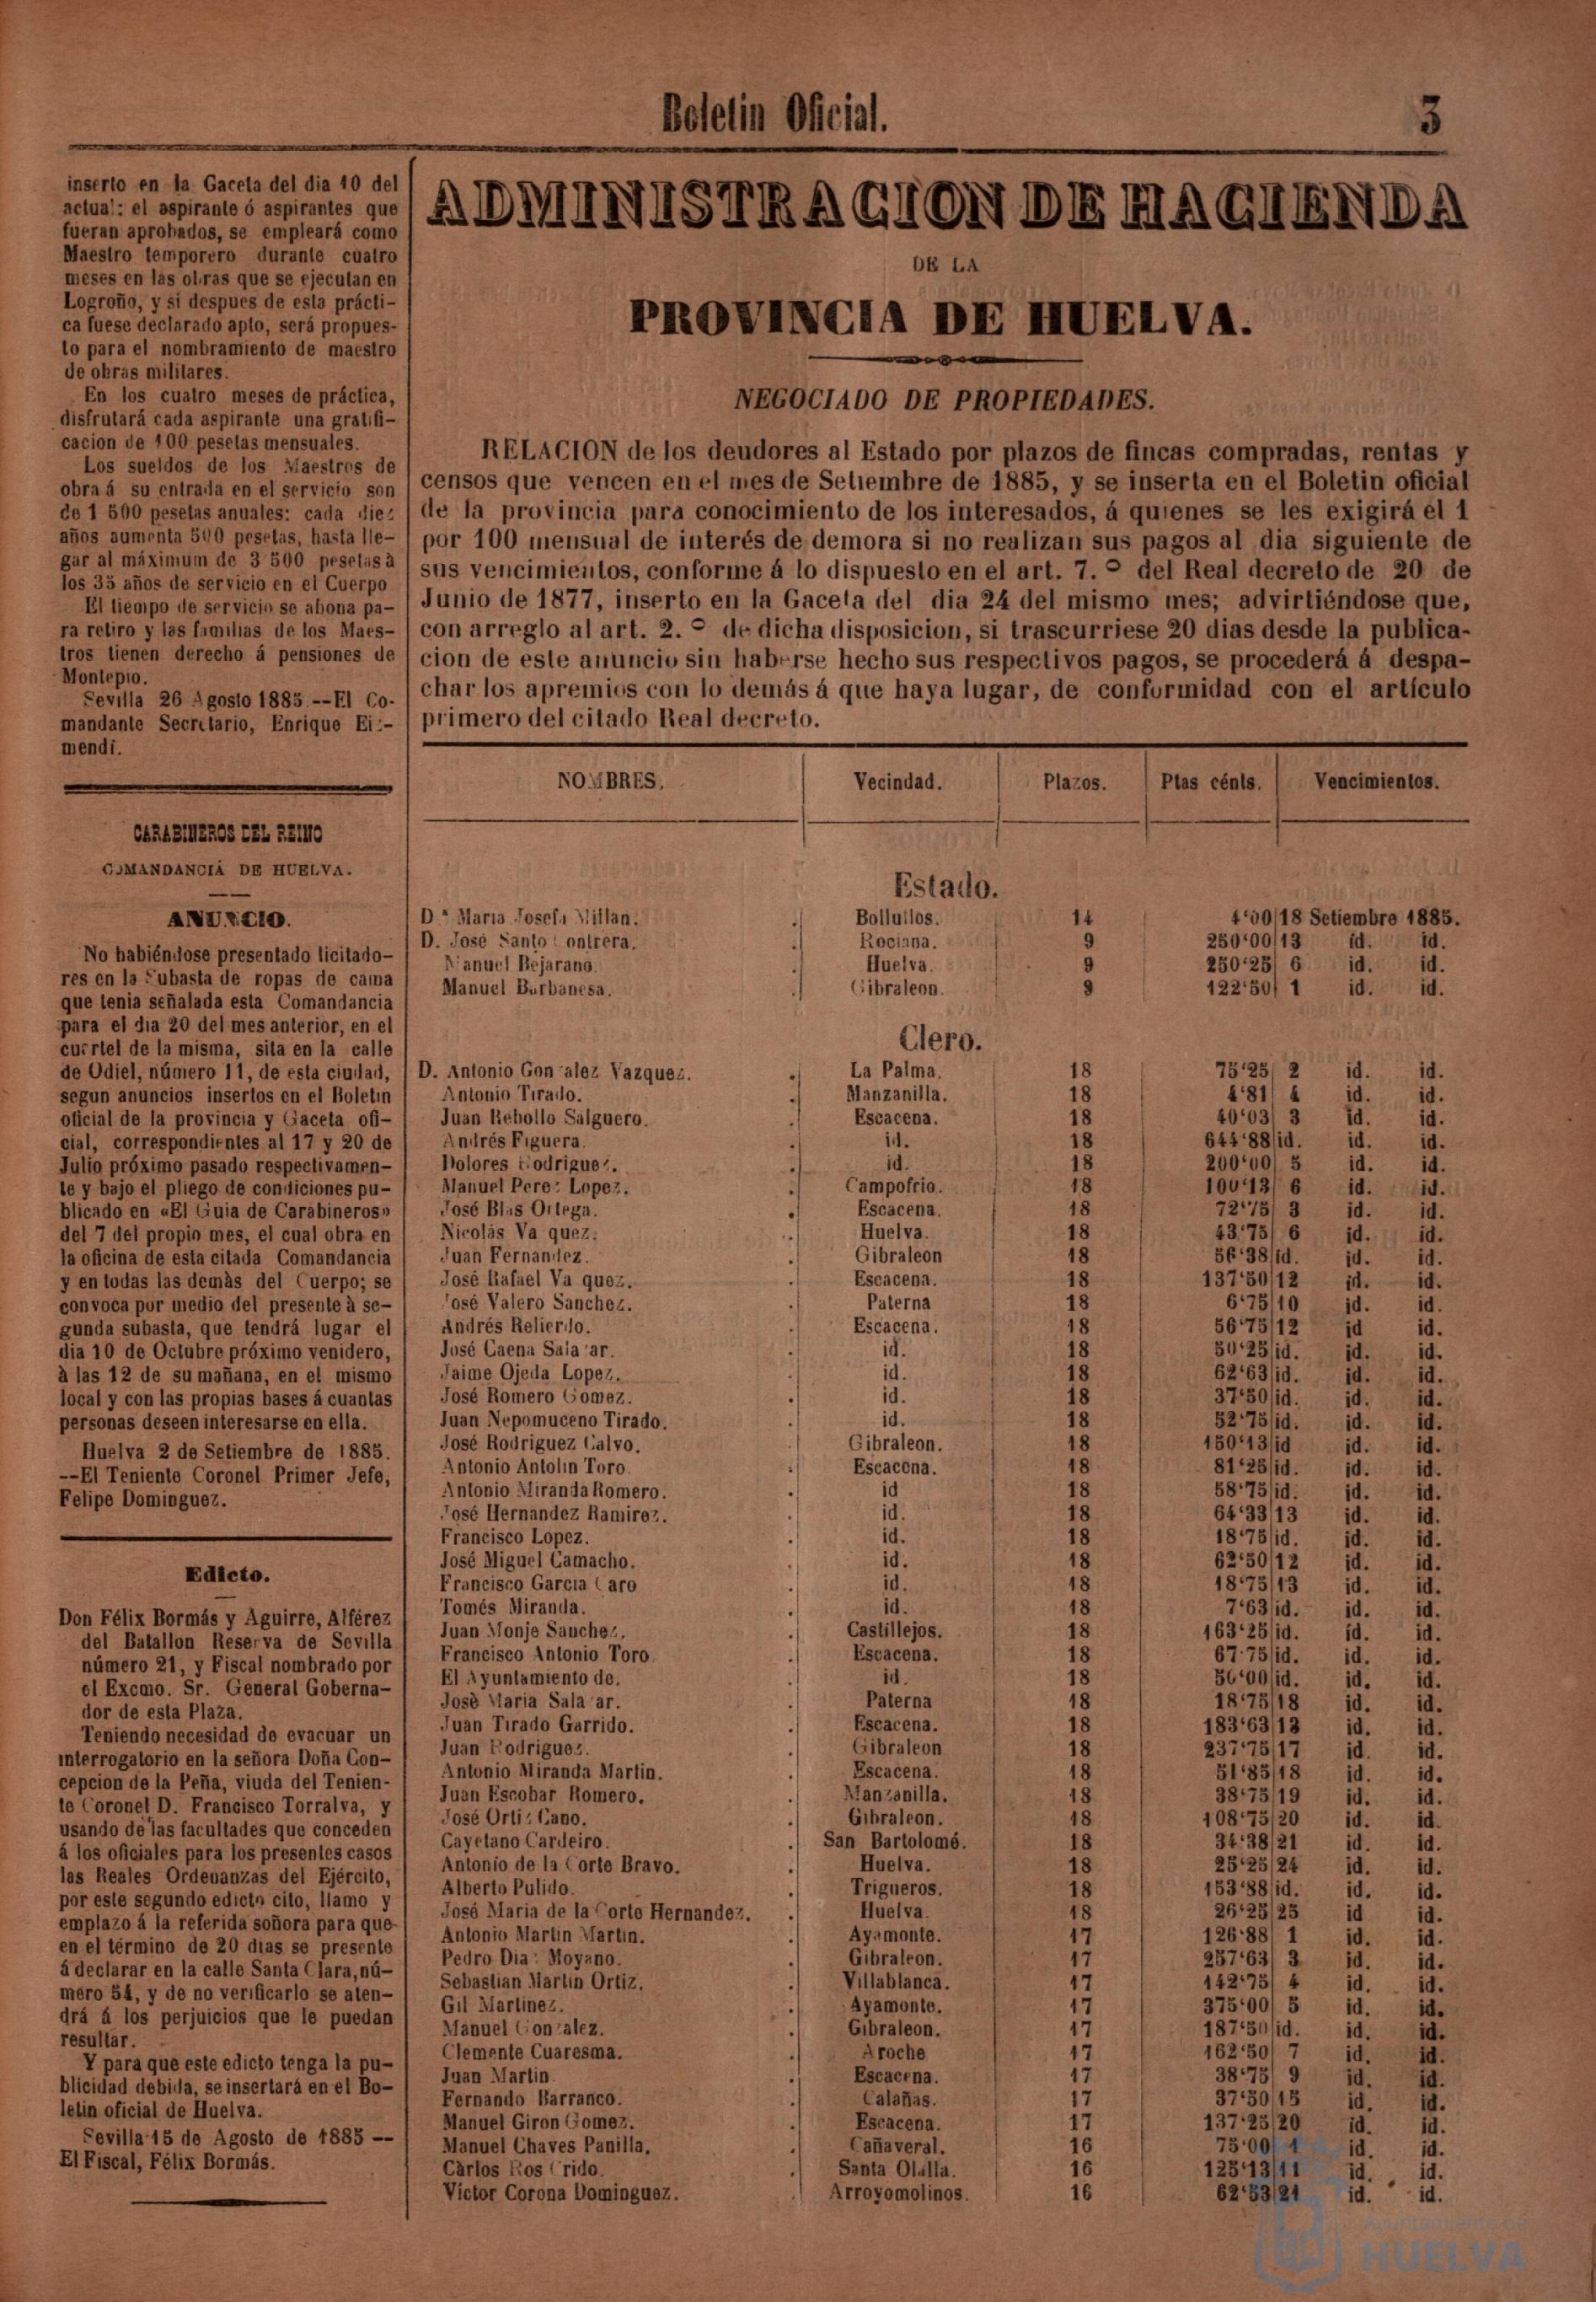 Boletin Oficial.
3
inserto en la Gaceta del dia 10 del
actual: el aspirante ó aspirantes que
fueran aprobados, se empleará como
Maestro temporero durante cuatro
meses en las obras que se ejecutan en
Logroño, y si despues de esta prácti-
ca fuese declarado apto, será propues-
to para el nombramiento de maestro
de obras militares.
En los cuatro meses de práctica,
disfrutará cada aspirante una gratifi-
cacion de 100 pesetas mensuales.
Los sueldos de los Maestros de
obra á su entrada en el servicio son
de 1 500 pesetas anuales: cada diez
años aumenta 500 pesetas, hasta lle-
gar al máximum de 3 500 pesetas à
los 35 años de servicio en el Cuerpo
El tiempo de servicio se abona pa-
ra retiro y las familias de los Maes-
tros tienen derecho á pensiones de
Montepio.
Sevilla 26 Agosto 1885.--El Co-
mandante Secretario, Enrique
mendi.
CARABINEROS DEL REINO
COMANDANCIA DE HUELVA.
ANUNCIO.
No habiéndose presentado licitado-
res en la Subasta de ropas de cama
que tenia señalada esta Comandancia
para el dia 20 del mes anterior, en el
cuartel de la misma, sita en la calle
de Odiel, número 11, de esta ciudad,
segun anuncios insertos en el Boletin
oficial de la provincia y Gaceta ofi-
cial, correspondientes al 17 y 20 de
Julio próximo pasado respectivamen-
te y bajo el pliego de condiciones pu-
blicado en «El Guia de Carabineros»
del 7 del propio mes, el cual obra en
la oficina de esta citada Comandancia
y en todas las demàs del Cuerpo; se
convoca por medio del presente à se-
gunda subasta, que tendrá lugar el
dia 10 de Octubre próximo venidero,
à las 12 de su mañana, en el mismo
local y con las propias bases á cuantas
personas deseen interesarse en ella.
Huelva 2 de Setiembre de 1885.
--El Teniente Coronel Primer Jefe,
Felipe Dominguez.
Edicto.
Don Félix Bormás y Aguirre, Alférez
del Batallon Reserva de Sevilla
número 21, y Fiscal nombrado por
el Excmo. Sr. General Goberna-
dor de esta Plaza.
Teniendo necesidad de evacuar un
interrogatorio en la señora Doña Con-
cepcion de la Peña, viuda del Tenien-
te Coronel D. Francisco Torralva, y
usando de las facultades que conceden
á los oficiales para los presentes casos
las Reales Ordenanzas del Ejército,
por este segundo edicto cito, llamo y
emplazo á la referida señora para que
en el término de 20 dias se presente
á declarar en la calle Santa Clara, nú-
mero 54, y de no verificarlo se aten-
drá á los perjuicios que le puedan
resultar.
Y para que este edicto tenga la pu-
blicidad debida, se insertará en el Bo-
letin oficial de Huelva.
Sevilla 15 de Agosto de 1885 --
El Fiscal, Félix Bormás.
ADMINISTRACION DE HACIENDA
DE LA
PROVINCIA DE HUELVA.
NEGOCIADO DE PROPIEDADES.
RELACION de los deudores al Estado por plazos de fincas compradas, rentas y
censos que vencen en el mes de Setiembre de 1885, y se inserta en el Boletin oficial
de la provincia para conocimiento de los interesados, á quienes se les exigirá el 1
por 100 mensual de interés de demora si no realizan sus pagos al dia siguiente de
sus vencimientos, conforme á lo dispuesto en el art. 7.º del Real decreto de 20 de
Junio de 1877, inserto en la Gaceta del dia 24 del mismo mes; advirtiéndose que,
con arreglo al art. 2.º de dicha disposicion, si trascurriese 20 dias desde la publica-
cion de este anuncio sin haberse hecho sus respectivos pagos, se procederá á despa-
char los apremios con lo demás á que haya lugar, de conformidad con el artículo
primero del citado Real decreto.
NOMBRES. Vecindad. Plazos. Ptas cénts. Vencimientos.
Estado.
D.ª Maria Josefa Millan. Bollullos. 14 4'00 18 Setiembre 1885.
D. José Santo Contrera. Rociana. 9 250'00 13 id. id.
Manuel Bejarano. Huelva. 9 250'25 6 id. id.
Manuel Barbanesa. Gibraleon. 9 122'50 1 id. id.
Clero.
D. Antonio Gonzalez Vazquez. La Palma. 18 75'25 2 id. id.
Antonio Tirado. Manzanilla. 18 4'81 4 id. id.
Juan Rebollo Salguero. Escacena. 18 40'03 3 id. id.
Andrés Figuera. id. 18 644'88 id. id. id.
Dolores Rodriguez. id. 18 200'00 5 id. id.
Manuel Perez Lopez. Campofrio. 18 100'13 6 id. id.
José Blas Ortega. Escacena. 18 72'75 3 id. id.
Nicolás Vazquez. Huelva. 18 43'75 6 id. id.
Juan Fernandez. Gibraleon 18 56'38 id. id. id.
José Rafael Vazquez. Escacena. 18 137'50 12 id. id.
José Valero Sanchez. Paterna 18 6'75 10 id. id.
Andrés Relierdo. Escacena. 18 56'75 12 id id.
José Caena Salazar. id. 18 50'25 id. id. id.
Jaime Ojeda Lopez. id. 18 62'63 id. id. id.
José Romero Gomez. id. 18 37'50 id. id. id.
Juan Nepomuceno Tirado. id. 18 52'75 id. id. id.
José Rodriguez Calvo. Gibraleon. 18 150'13 id id. id.
Antonio Antolin Toro. Escacena. 18 81'25 id. id. id.
Antonio Miranda Romero. id 18 58'75 id. id. id.
José Hernandez Ramirez. id. 18 64'33 13 id. id.
Francisco Lopez. id. 18 18'75 id. id. id.
José Miguel Camacho. id. 18 62'50 12 id. id.
Francisco Garcia Caro id. 18 18'75 13 id. id.
Tomés Miranda. id. 18 7'63 id. id. id.
Juan Monje Sanchez. Castillejos. 18 163'25 id. id. id.
Francisco Antonio Toro. Escacena. 18 67'75 id. id. id.
El Ayuntamiento de. id. 18 50'00 id. id. id.
Josè Maria Salazar. Paterna 18 18'75 18 id. id.
Juan Tirado Garrido. Escacena. 18 183'63 13 id. id.
Juan Rodriguez. Gibraleon 18 237'75 17 id. id.
Antonio Miranda Martin. Escacena. 18 51'85 18 id. id.
Juan Escobar Romero. Manzanilla. 18 38'75 19 id. id.
José Ortiz Cano. Gibraleon. 18 108'75 20 id. id.
Cayetano Cardeiro. San Bartolomé. 18 34'38 21 id. id.
Antonio de la Corte Bravo. Huelva. 18 25'25 24 id. id.
Alberto Pulido. Trigueros. 18 153'88 id. id. id.
José Maria de la Corte Hernandez. Huelva. 18 26'25 25 id id.
Antonio Martin Martin. Ayamonte. 17 126'88 1 id. id.
Pedro Diaz Moyano. Gibraleon. 17 257'63 3 id. id.
Sebastian Martin Ortiz. Villablanca. 17 142'75 4 id. id.
Gil Martinez. Ayamonte. 17 375'00 5 id. id.
Manuel Gonzalez. Gibraleon. 17 187'50 id. id. id.
Clemente Cuaresma. Aroche 17 162'50 7 id. id.
Juan Martin. Escacena. 17 38'75 9 id. id.
Fernando Barranco. Calañas. 17 37'50 15 id. id.
Manuel Giron Gomez. Escacena. 17 137'25 20 id. id.
Manuel Chaves Panilla. Cañaveral. 16 75'00 1 id. id.
Càrlos Ros Crido. Santa Olalla. 16 125'13 11 id. id.
Victor Corona Dominguez. Arroyomolinos. 16 62'53 21 id. id.
Ayuntamiento de
HUELVA